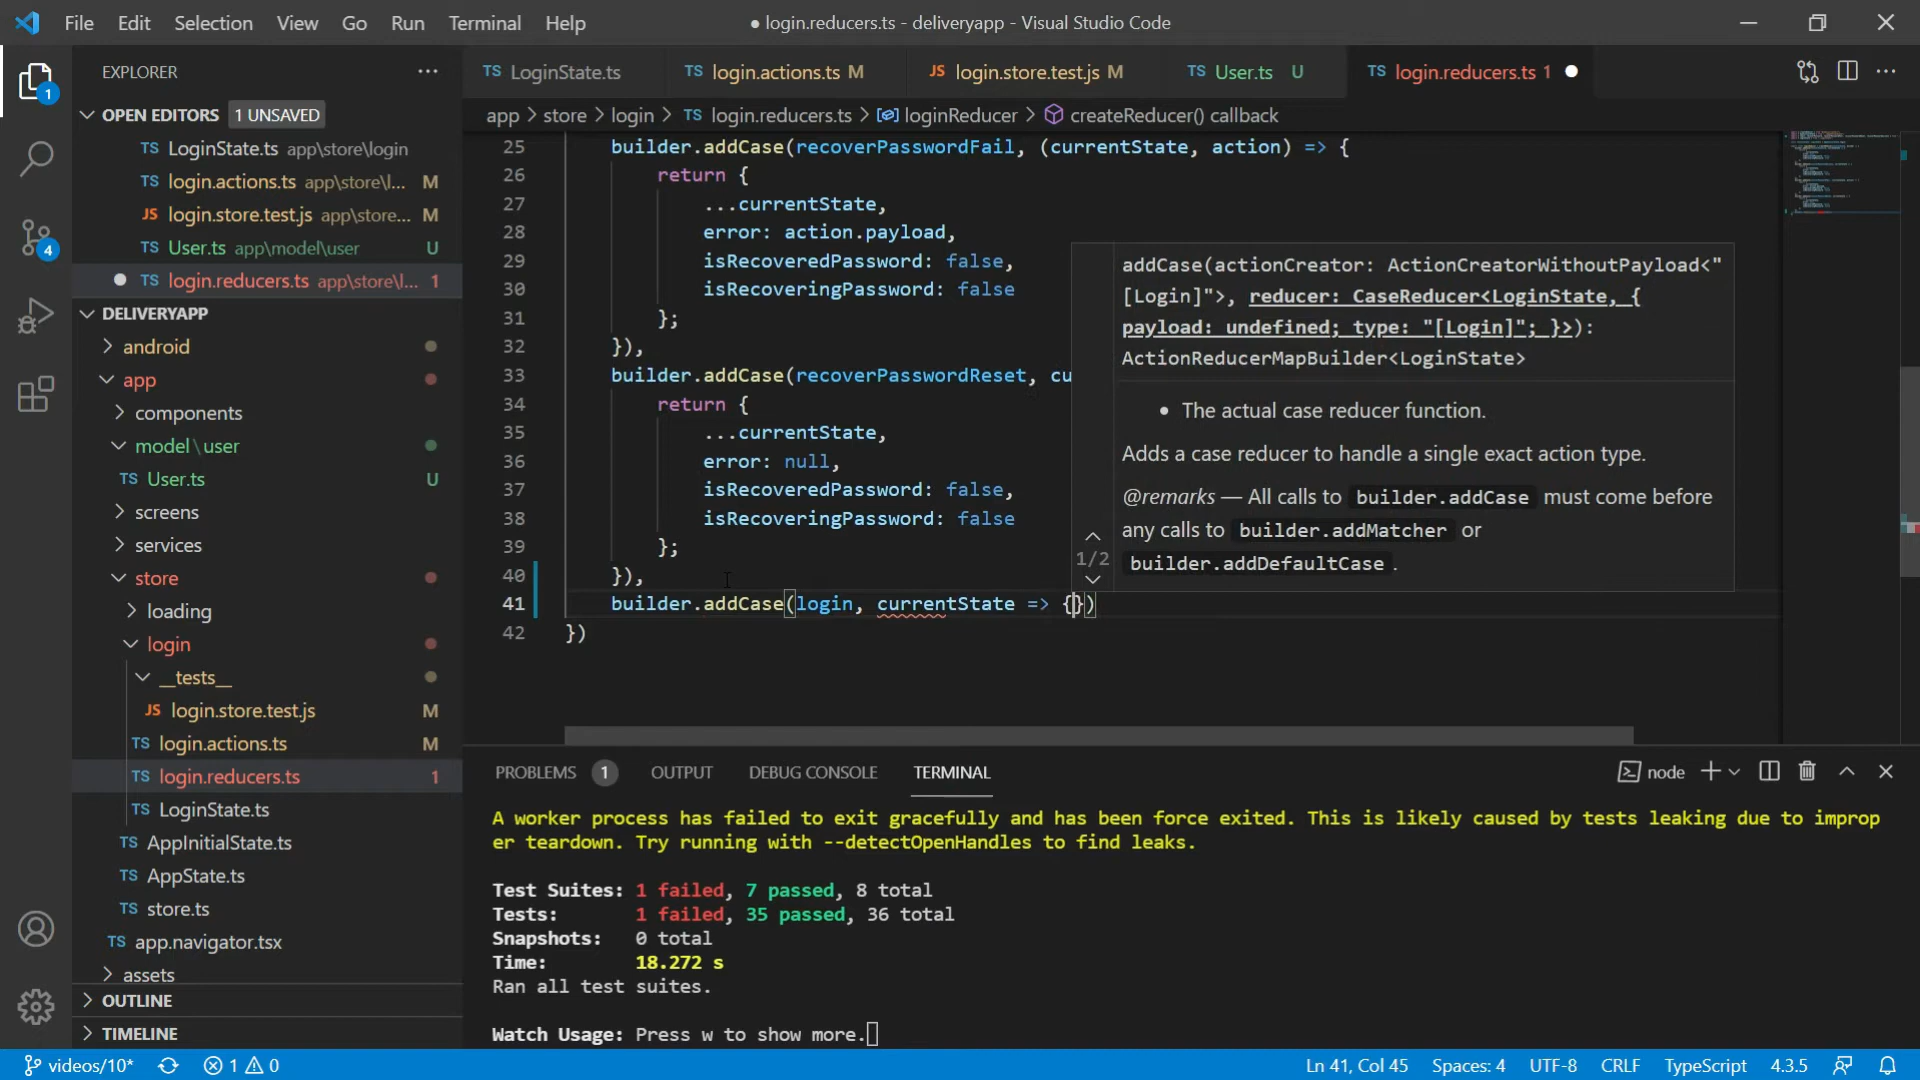 File Edit Selection View Go Run Terminal Help
● login.reducers.ts - deliveryapp - Visual Studio Code
EXPLORER
TS LoginState.ts TS login.actions.ts M JS login.store.test.js M TS User.ts U TS login.reducers.ts 1
OPEN EDITORS 1 UNSAVED
TS LoginState.ts app\store\login
TS login.actions.ts app\store\l... M
JS login.store.test.js app\store... M
TS User.ts app\model\user U
TS login.reducers.ts app\store\l... 1
DELIVERYAPP
android
app
components
model\user
TS User.ts U
screens
services
store
loading
login
__tests__
JS login.store.test.js M
TS login.actions.ts M
TS login.reducers.ts 1
TS LoginState.ts
TS AppInitialState.ts
TS AppState.ts
TS store.ts
TS app.navigator.tsx
assets
OUTLINE
TIMELINE
1
4
app > store > login > TS login.reducers.ts > loginReducer > createReducer() callback
25 builder.addCase(recoverPasswordFail, (currentState, action) => {
26 return {
27 ...currentState,
28 error: action.payload,
29 isRecoveredPassword: false,
30 isRecoveringPassword: false
31 };
32 }),
33 builder.addCase(recoverPasswordReset, cu
34 return {
35 ...currentState,
36 error: null,
37 isRecoveredPassword: false,
38 isRecoveringPassword: false
39 };
40 }),
41 builder.addCase(login, currentState => {})
42 })
addCase(actionCreator: ActionCreatorWithoutPayload<"
[Login]">, reducer: CaseReducer<LoginState, {
payload: undefined; type: "[Login]"; }>):
ActionReducerMapBuilder<LoginState>
• The actual case reducer function.
Adds a case reducer to handle a single exact action type.
@remarks — All calls to builder.addCase must come before
any calls to builder.addMatcher or
builder.addDefaultCase.
1/2
PROBLEMS 1 OUTPUT DEBUG CONSOLE TERMINAL
node
A worker process has failed to exit gracefully and has been force exited. This is likely caused by tests leaking due to improp
er teardown. Try running with --detectOpenHandles to find leaks.
Test Suites: 1 failed, 7 passed, 8 total
Tests: 1 failed, 35 passed, 36 total
Snapshots: 0 total
Time: 18.272 s
Ran all test suites.
Watch Usage: Press w to show more.
videos/10* 1 0
Ln 41, Col 45 Spaces: 4 UTF-8 CRLF TypeScript 4.3.5